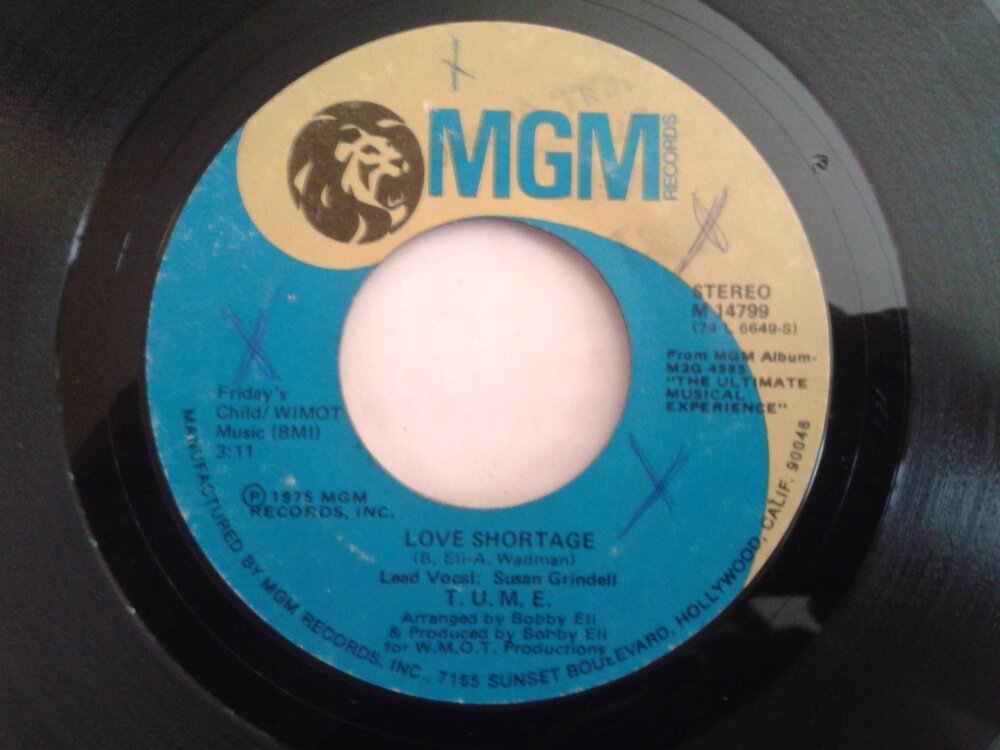 MGM
RECORDS
STEREO
M 14799
(74 L 6649-S)
From MGM Album-
M3G 4985
"THE ULTIMATE
MUSICAL
EXPERIENCE"
Friday's
Child/WIMOT
Music (BMI)
3:11
Ⓟ 1975 MGM
RECORDS, INC.
LOVE SHORTAGE
(B. Eli-A. Wadman)
Lead Vocal: Susan Grindell
T. U. M. E.
Arranged by Bobby Eli
& Produced by Bobby Eli
for W.M.O.T. Productions
MANUFACTURED BY MGM RECORDS, INC., 7165 SUNSET BOULEVARD, HOLLYWOOD, CALIF. 90046